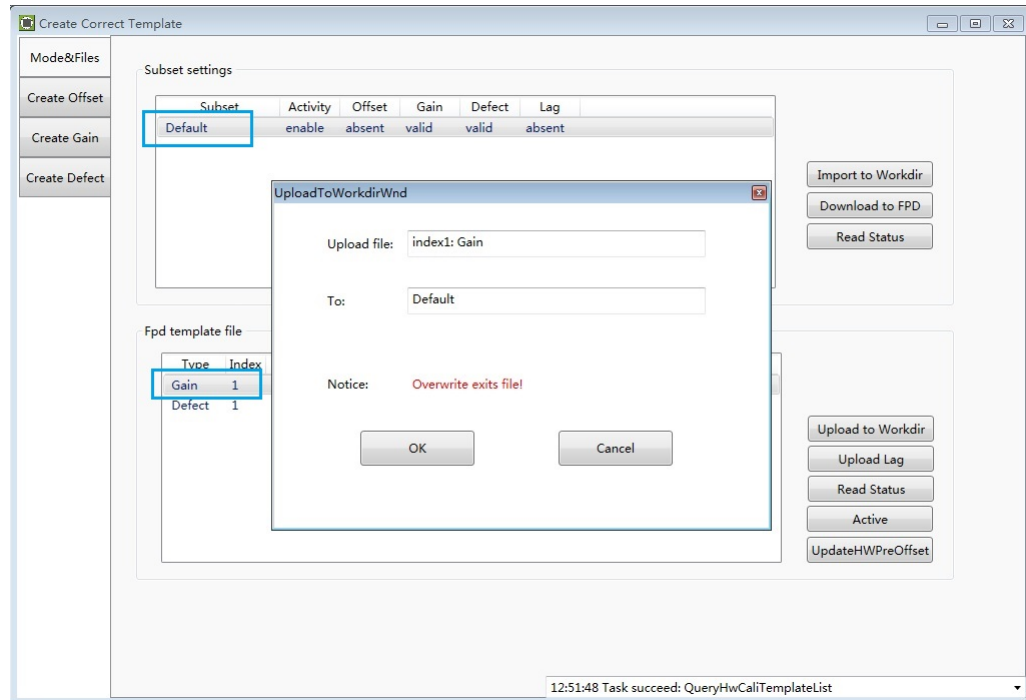 Create Correct Template
Mode&Files
Create Offset
Create Gain
Create Defect
Subset settings
Subset Activity Offset Gain Defect Lag
Default enable absent valid valid absent
Import to Workdir
Download to FPD
Read Status
UploadToWorkdirWnd
Upload file: index1: Gain
To: Default
Notice: Overwrite exits file!
OK Cancel
Fpd template file
Type Index
Gain 1
Defect 1
Upload to Workdir
Upload Lag
Read Status
Active
UpdateHWPreOffset
12:51:48 Task succeed: QueryHwCaliTemplateList